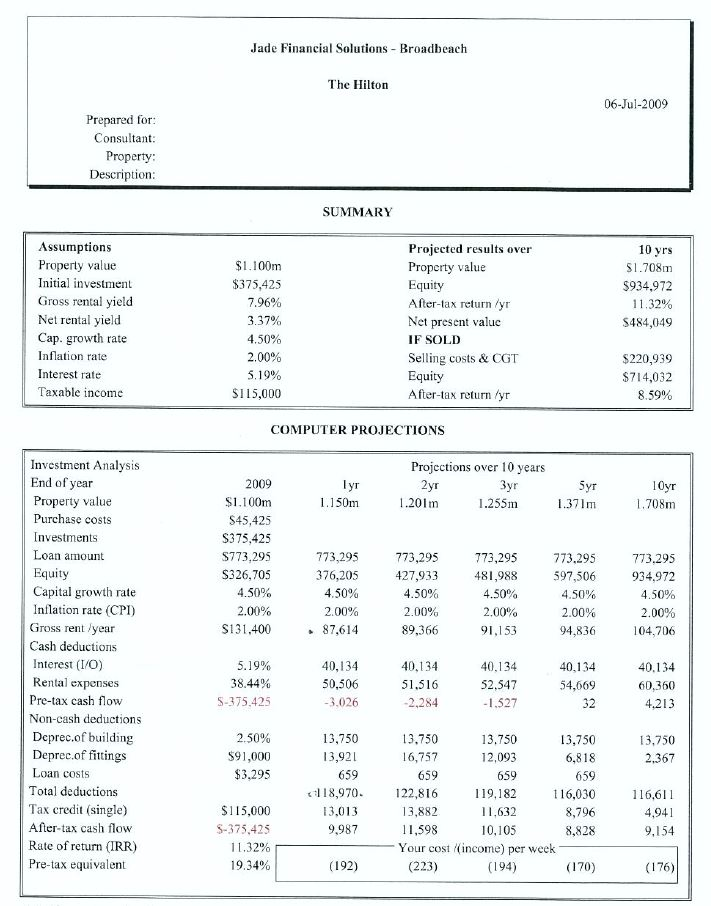 Jade Financial Solutions - Broadbeach
The Hilton
06-Jul-2009
Prepared for:
Consultant:
Property:
Description:
SUMMARY
Assumptions Projected results over 10 yrs
Property value $1.100m Property value $1.708m
Initial investment $375,425 Equity $934,972
Gross rental yield 7.96% After-tax return /yr 11.32%
Net rental yield 3.37% Net present value $484,049
Cap. growth rate 4.50% IF SOLD
Inflation rate 2.00% Selling costs & CGT $220,939
Interest rate 5.19% Equity $714,032
Taxable income $115,000 After-tax return /yr 8.59%
COMPUTER PROJECTIONS
Investment Analysis Projections over 10 years
End of year 2009 1yr 2yr 3yr 5yr 10yr
Property value $1.100m 1.150m 1.201m 1.255m 1.371m 1.708m
Purchase costs $45,425
Investments $375,425
Loan amount $773,295 773,295 773,295 773,295 773,295 773,295
Equity $326,705 376,205 427,933 481,988 597,506 934,972
Capital growth rate 4.50% 4.50% 4.50% 4.50% 4.50% 4.50%
Inflation rate (CPI) 2.00% 2.00% 2.00% 2.00% 2.00% 2.00%
Gross rent /year $131,400 87,614 89,366 91,153 94,836 104,706
Cash deductions
Interest (I/O) 5.19% 40,134 40,134 40,134 40,134 40,134
Rental expenses 38.44% 50,506 51,516 52,547 54,669 60,360
Pre-tax cash flow $-375,425 -3,026 -2,284 -1,527 32 4,213
Non-cash deductions
Deprec.of building 2.50% 13,750 13,750 13,750 13,750 13,750
Deprec.of fittings $91,000 13,921 16,757 12,093 6,818 2,367
Loan costs $3,295 659 659 659 659
Total deductions 118,970 122,816 119,182 116,030 116,611
Tax credit (single) $115,000 13,013 13,882 11,632 8,796 4,941
After-tax cash flow $-375,425 9,987 11,598 10,105 8,828 9,154
Rate of return (IRR) 11.32% Your cost /(income) per week
Pre-tax equivalent 19.34% (192) (223) (194) (170) (176)